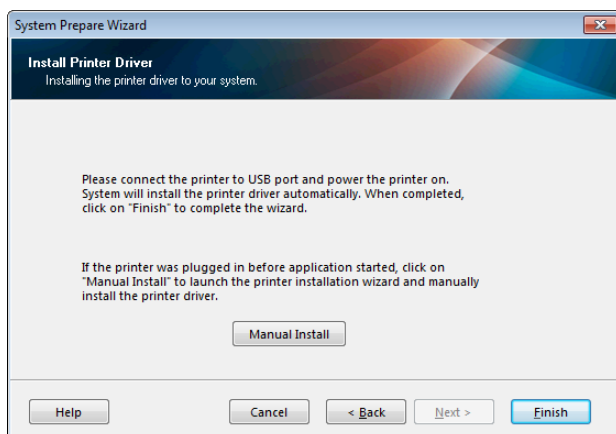 System Prepare Wizard
Install Printer Driver
Installing the printer driver to your system.
Please connect the printer to USB port and power the printer on.
System will install the printer driver automatically. When completed,
click on "Finish" to complete the wizard.
If the printer was plugged in before application started, click on
"Manual Install" to launch the printer installation wizard and manually
install the printer driver.
Manual Install
Help Cancel < Back Next > Finish